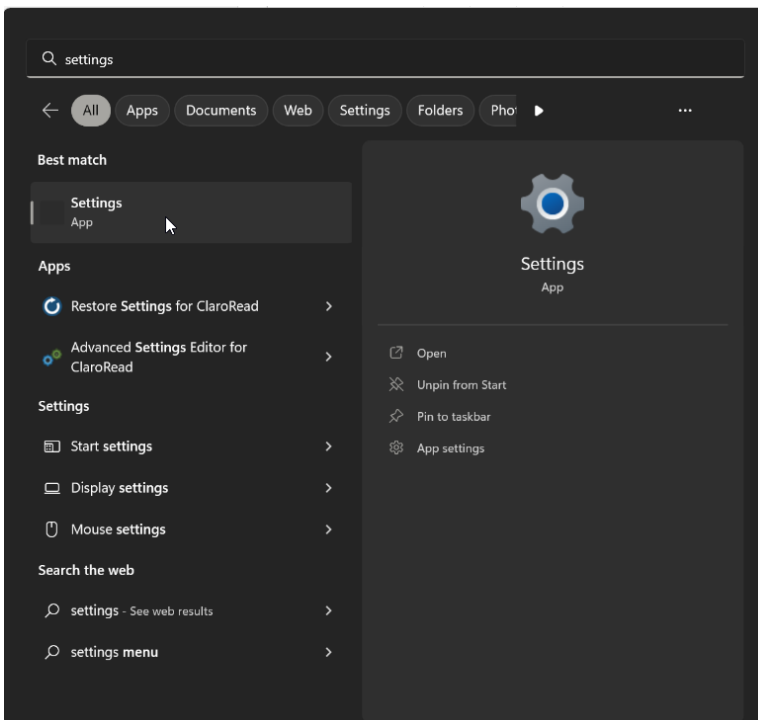 settings
All Apps Documents Web Settings Folders
Best match
Settings
App
Apps
Restore Settings for ClaroRead
Advanced Settings Editor for
ClaroRead
Settings
Start settings
Display settings
Mouse settings
Search the web
settings - See web results
settings menu
Settings
App
Open
Unpin from Start
Pin to taskbar
App settings